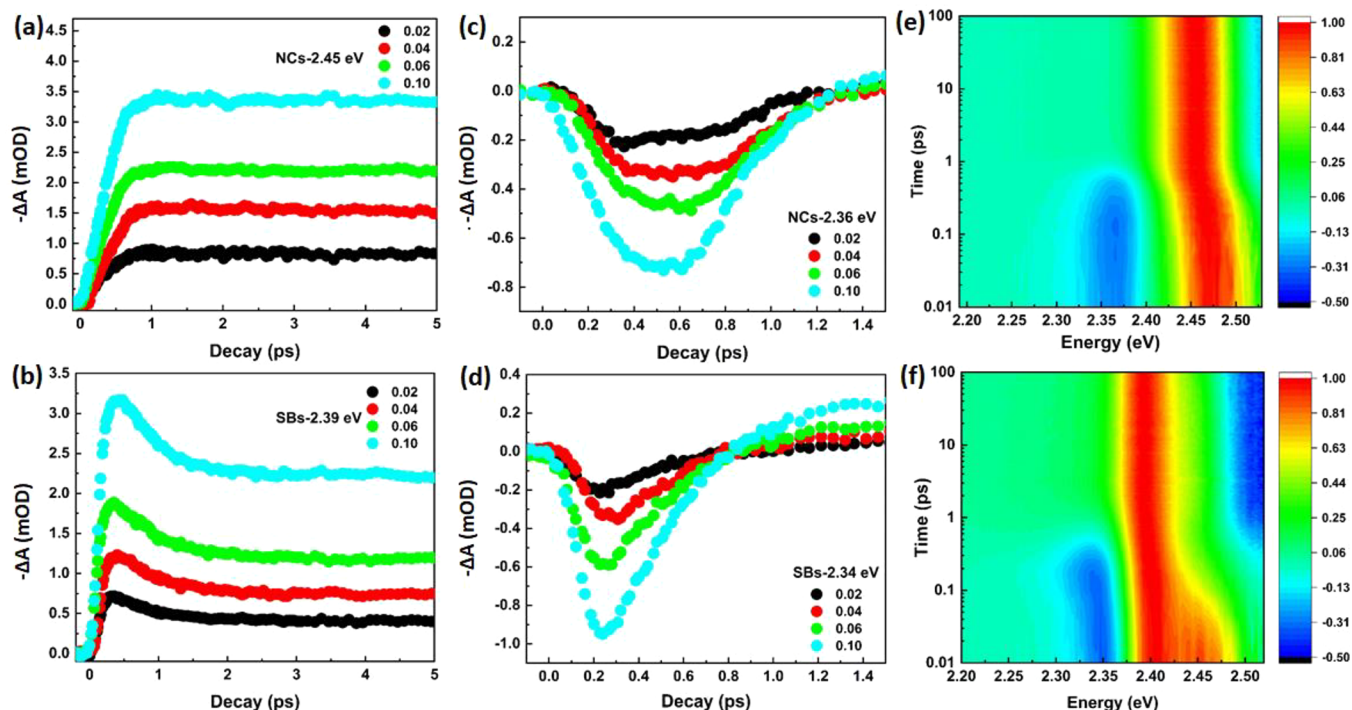 (a)
4.5
4.0
3.5
3.0
2.5
2.0
1.5
1.0
0.5
0.0
-ΔA (mOD)
NCs-2.45 eV
0.02
0.04
0.06
0.10
0 1 2 3 4 5
Decay (ps)
(c)
0.2
0.0
0.2
0.4
-0.6
-0.8
-ΔA (mOD)
NCs-2.36 eV
0.02
0.04
0.06
0.10
0.0 0.2 0.4 0.6 0.8 1.0 1.2 1.4
Decay (ps)
(e)
100
10
1
0.1
0.01
Time (ps)
2.20 2.25 2.30 2.35 2.40 2.45 2.50
Energy (eV)
1.00
0.81
0.63
0.44
0.25
0.06
-0.13
-0.31
-0.50
(b)
3.5
3.0
2.5
2.0
1.5
1.0
0.5
0.0
-ΔA (mOD)
SBs-2.39 eV
0.02
0.04
0.06
0.10
0 1 2 3 4 5
Decay (ps)
(d)
0.4
0.2
0.0
-0.2
-0.4
-0.6
-0.8
-1.0
-ΔA (mOD)
SBs-2.34 eV
0.02
0.04
0.06
0.10
0.0 0.2 0.4 0.6 0.8 1.0 1.2 1.4
Decay (ps)
(f)
100
10
1
0.1
0.01
Time (ps)
2.20 2.25 2.30 2.35 2.40 2.45 2.50
Energy (eV)
1.00
0.81
0.63
0.44
0.25
0.06
-0.13
-0.31
-0.50